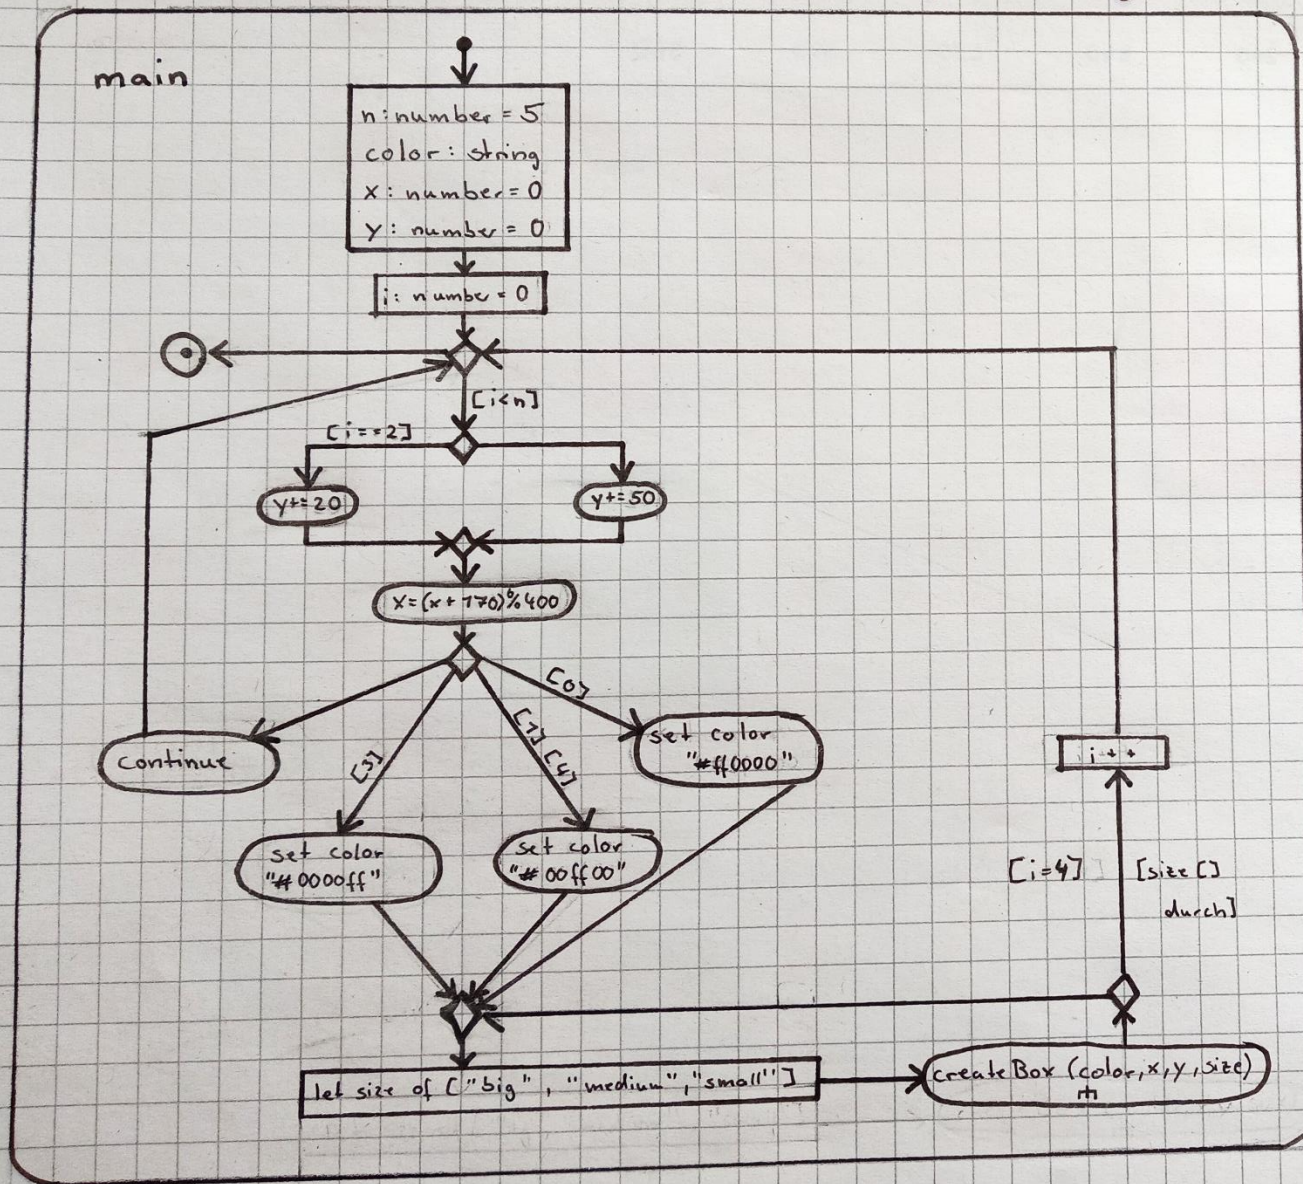 main
n: number = 5
color: string
x: number = 0
y: number = 0
i: number = 0
[i<n]
[i==2]
y+=20
y+=50
x=(x+170)%400
[0]
[1] [4]
[3]
continue
set color
"#ff0000"
i++
set color
"#0000ff"
set color
"#00ff00"
[i=4]
[size []
durch]
let size of ["big", "medium", "small"]
createBox (color,x,y,size)